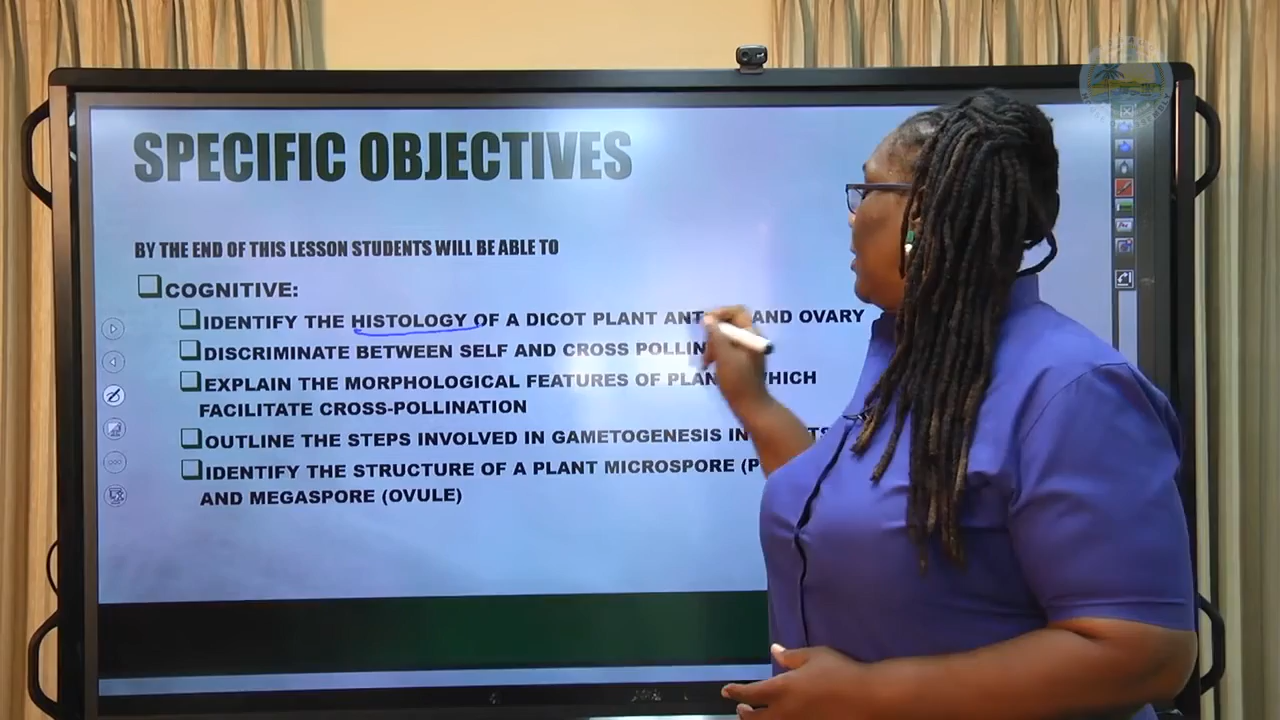 SPECIFIC OBJECTIVES
BY THE END OF THIS LESSON STUDENTS WILL BE ABLE TO
COGNITIVE:
IDENTIFY THE HISTOLOGY OF A DICOT PLANT AND OVARY
DISCRIMINATE BETWEEN SELF AND CROSS
EXPLAIN THE MORPHOLOGICAL FEATURES OF WHICH
FACILITATE CROSS-POLLINATION
OUTLINE THE STEPS INVOLVED IN GAMETOGENESIS IN
IDENTIFY THE STRUCTURE OF A PLANT MICROSPORE
AND MEGASPORE (OVULE)